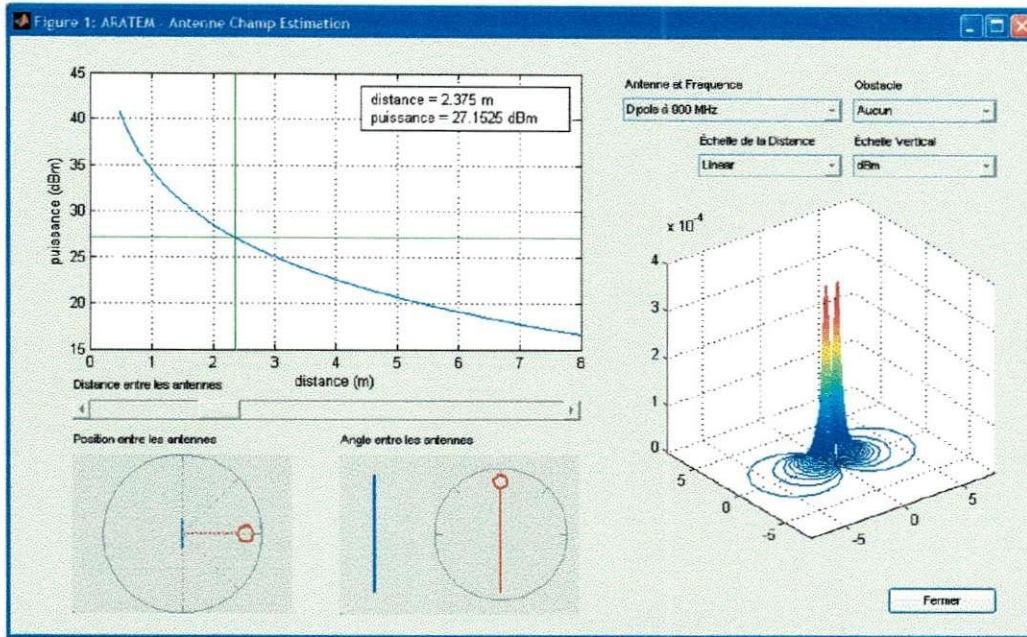 Figure 1: ARATEM - Antenne Champ Estimation
45
40
35
30
25
20
15
puissance (dBm)
distance = 2.375 m
puissance = 27.1525 dBm
0 1 2 3 4 5 6 7 8
distance (m)
Distance entre les antennes
Position entre les antennes
Angle entre les antennes
Antenne et Frequence
Obstacle
Dipole à 900 MHz
Aucun
Échelle de la Distance
Échelle Vertical
Linear
dBm
x 10-4
4
3
2
1
0
5
0
-5
-5
0
5
Fermer